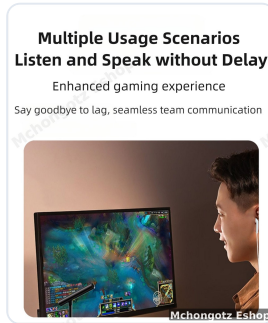 Multiple Usage Scenarios
Listen and Speak without Delay
Enhanced gaming experience
Say goodbye to lag, seamless team communication
Mchongotz Eshop